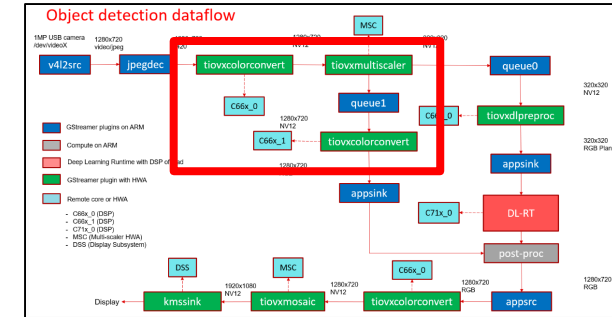 Object detection dataflow
1MP USB camera
/dev/videoX
1280x720
video/jpeg
1280x720
NV12
MSC
320x320
NV12
v4l2src
jpegdec
tiovxcolorconvert
tiovxmultiscaler
queue0
C66x_0
queue1
320x320
NV12
1280x720
NV12
C66x_1
tiovxcolorconvert
C66x_0
tiovxdlpreproc
1280x720
320x320
RGB Plan
GStreamer plugins on ARM
Compute on ARM
Deep Learning Runtime with DSP
GStreamer plugin with HWA
Remote core or HWA
- C66x_0 (DSP)
- C66x_1 (DSP)
- C71x_0 (DSP)
- MSC (Multi-scaler HWA)
- DSS (Display Subsystem)
appsink
appsink
C71x_0
DL-RT
post-proc
DSS
MSC
C66x_0
1920x1080
NV12
1280x720
NV12
1280x720
RGB
1280x720
RGB
Display
kmssink
tiovxmosaic
tiovxcolorconvert
appsrc